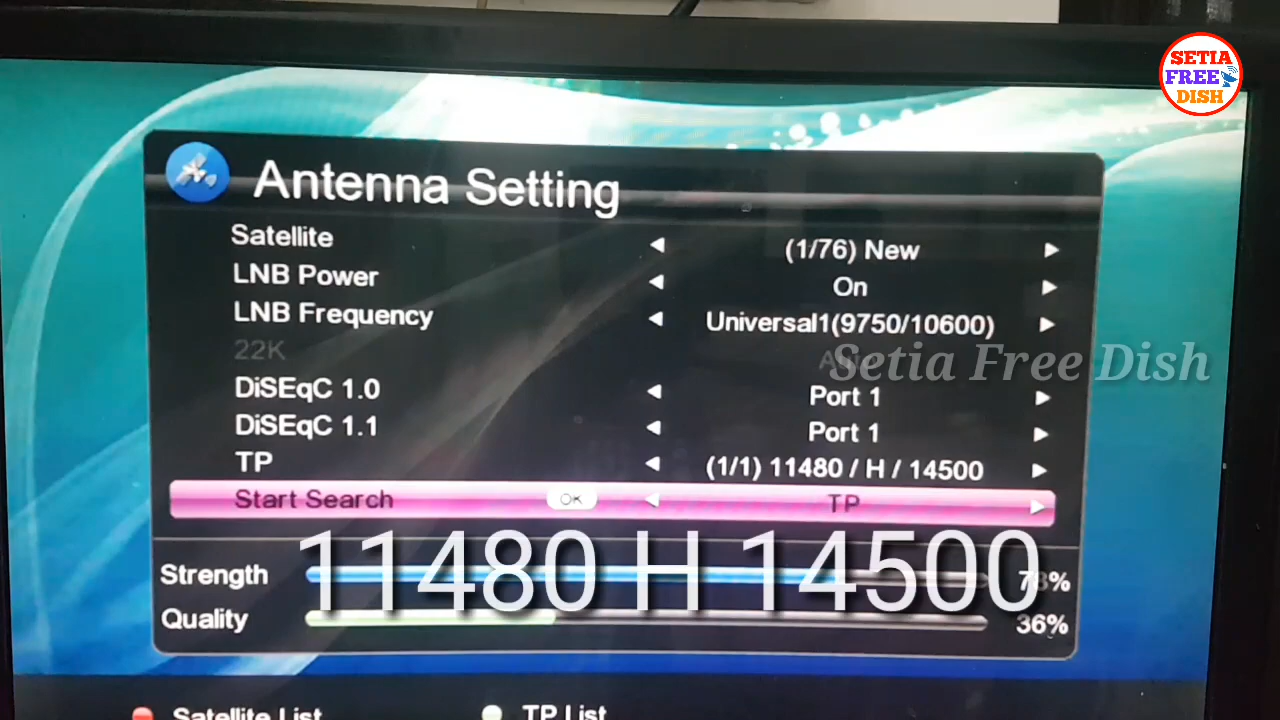 SETIA
FREE
DISH
Antenna Setting
Satellite (1/76) New
LNB Power On
LNB Frequency Universal1(9750/10600)
22K
Setia Free Dish
DiSEqC 1.0 Port 1
DiSEqC 1.1 Port 1
TP (1/1) 11480 / H / 14500
Start Search OK TP
11480 H 14500
Strength
Quality 36%
Satellite List TP List